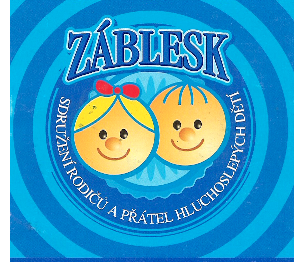 ZÁBLESK
SDRUŽENÍ RODIČŮ A PŘÁTEL HLUCHOSLEPÝCH DĚTÍ